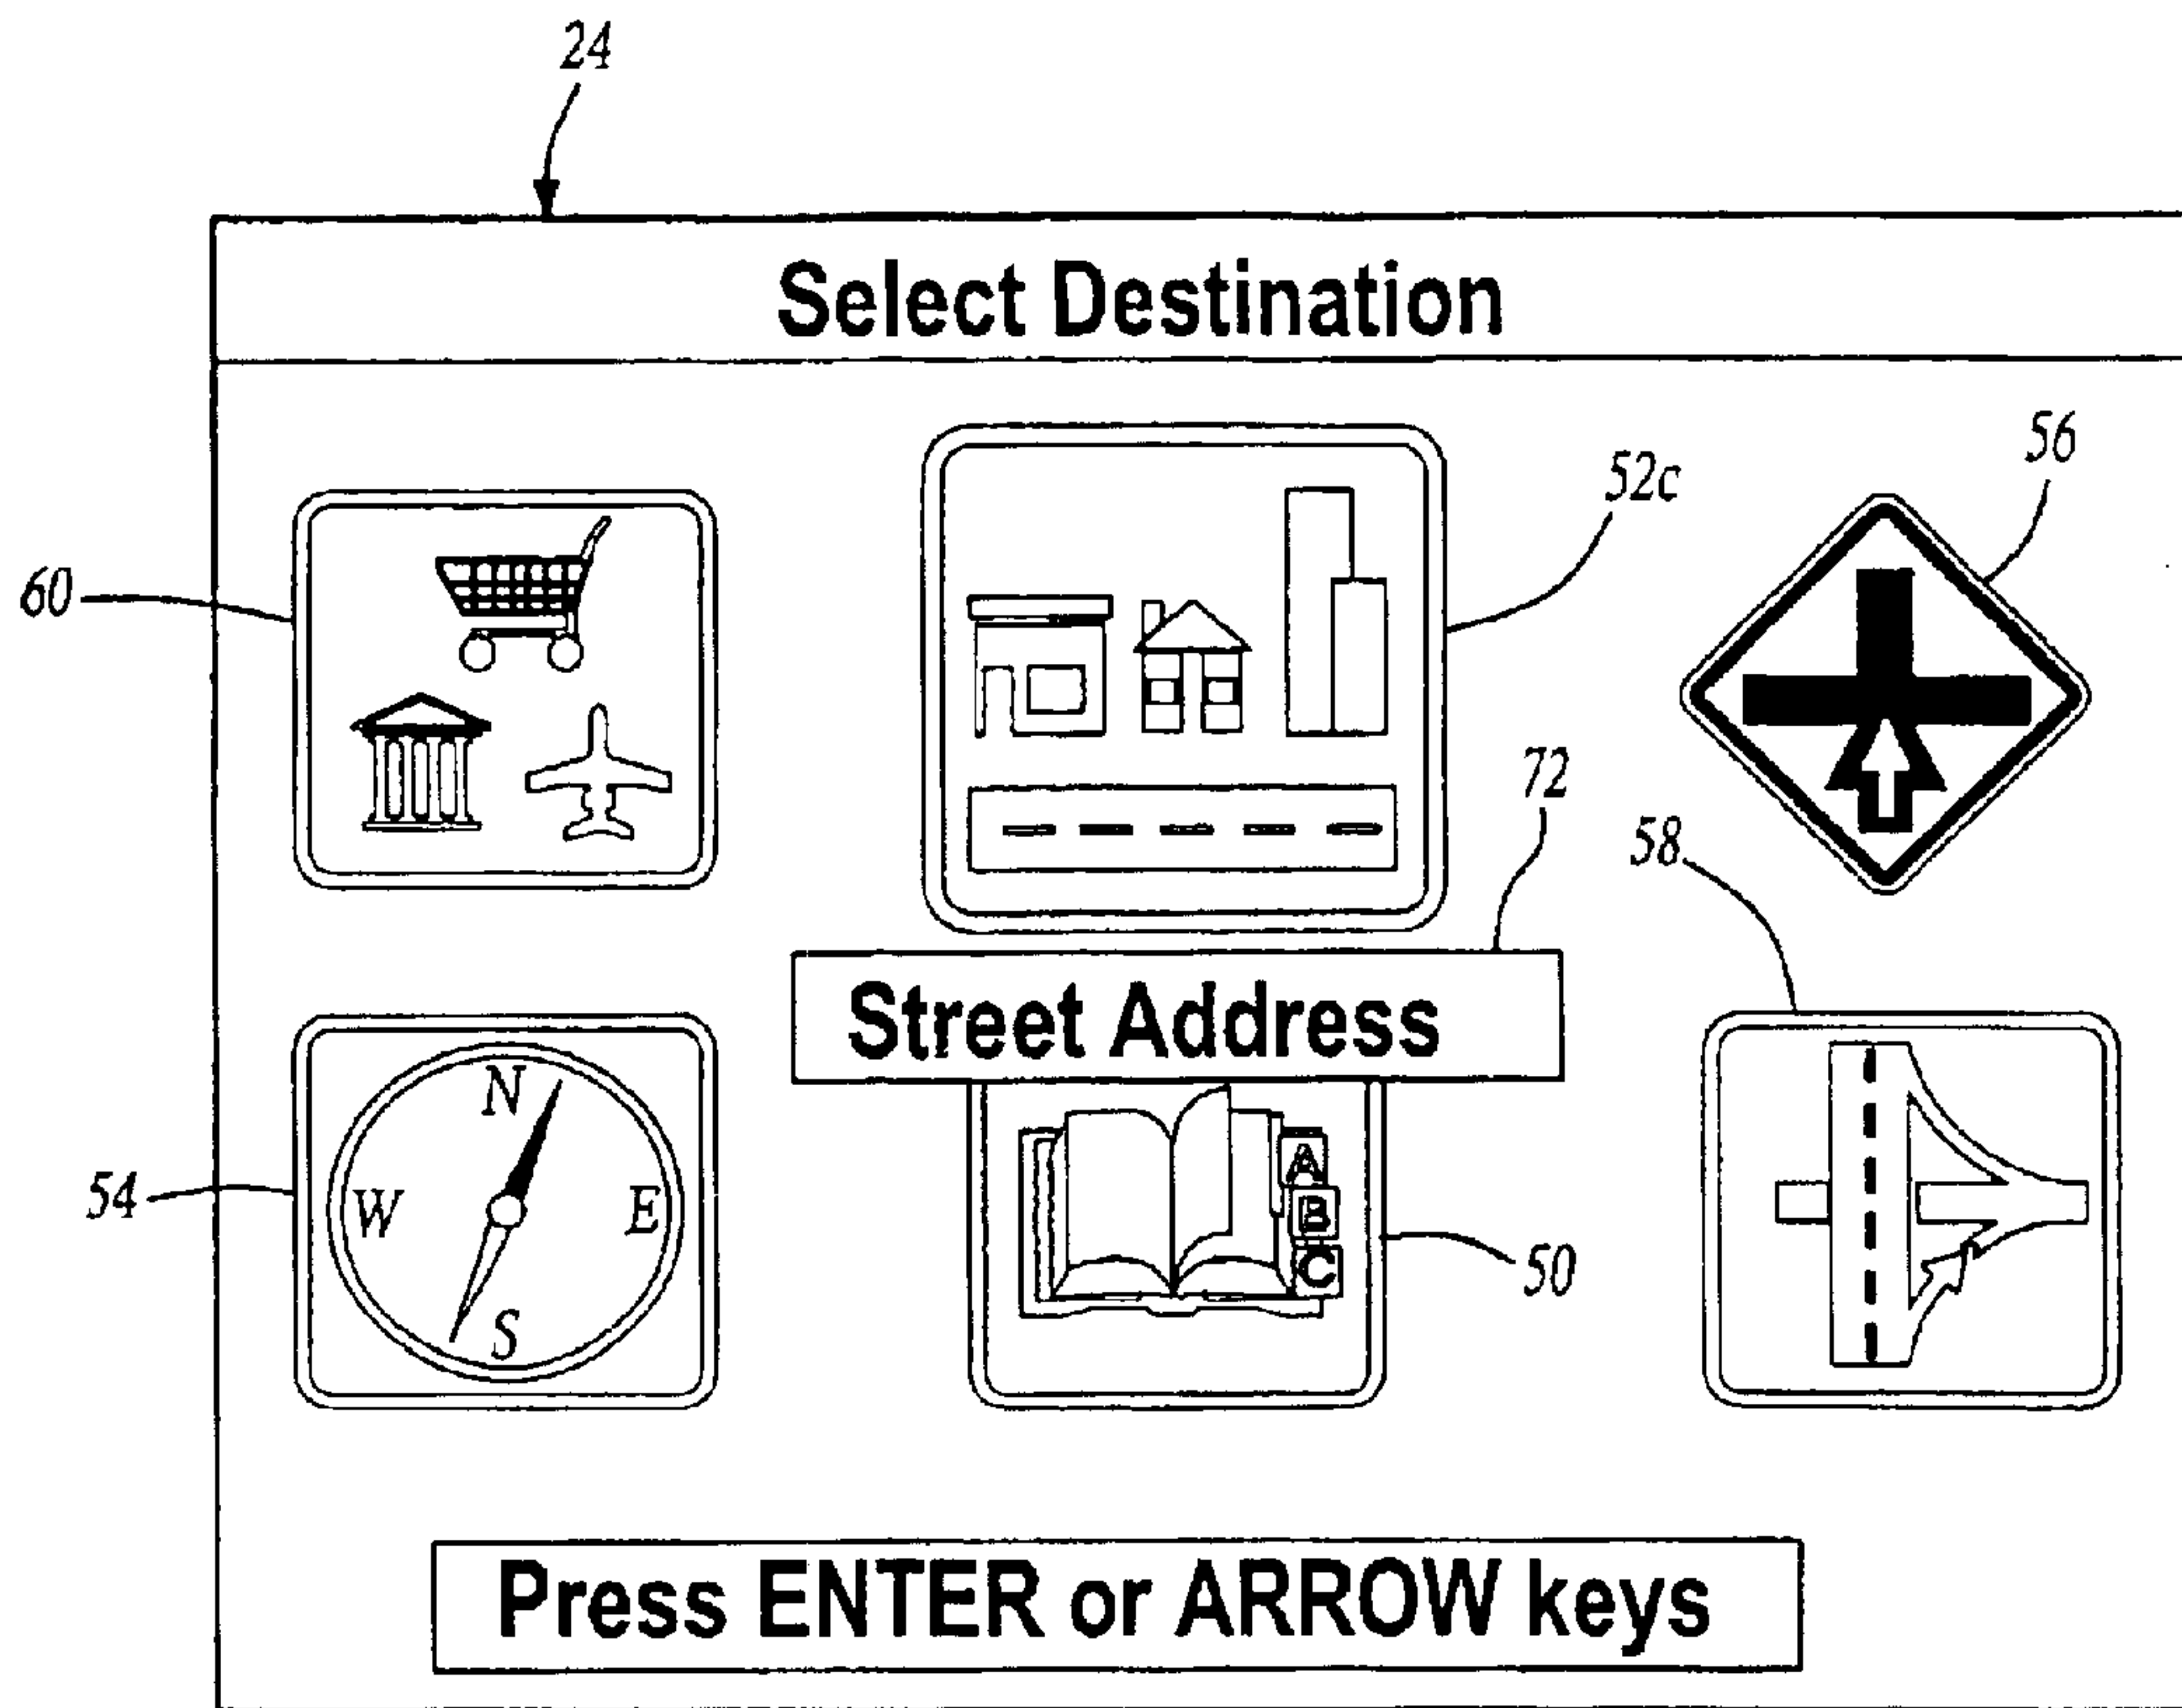 24
Select Destination
56
52c
60
72
58
Street Address
N
W
E
S
54
A
B
C
50
Press ENTER or ARROW keys